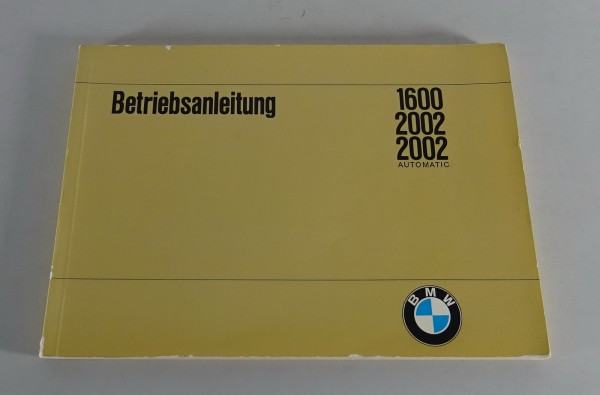 Betriebsanleitung
1600
2002
2002
AUTOMATIC
BMW